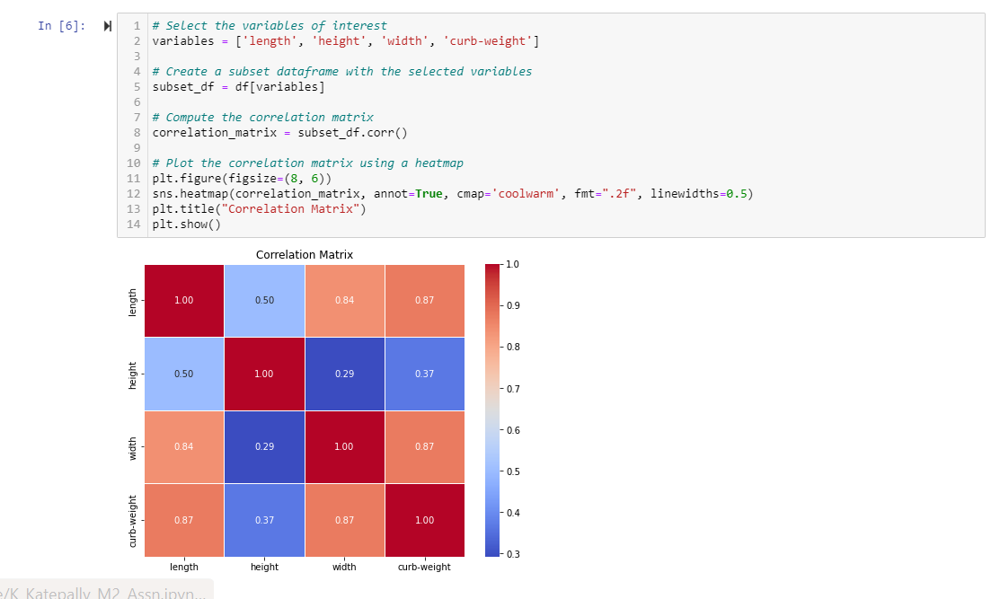 In [6]:
1 # Select the variables of interest
2 variables = ['length', 'height', 'width', 'curb-weight']
3
4 # Create a subset dataframe with the selected variables
5 subset_df = df[variables]
6
7 # Compute the correlation matrix
8 correlation_matrix = subset_df.corr()
9
10 # Plot the correlation matrix using a heatmap
11 plt.figure(figsize=(8, 6))
12 sns.heatmap(correlation_matrix, annot=True, cmap='coolwarm', fmt=".2f", linewidths=0.5)
13 plt.title("Correlation Matrix")
14 plt.show()
Correlation Matrix
length 1.00 0.50 0.84 0.87
height 0.50 1.00 0.29 0.37
width 0.84 0.29 1.00 0.87
curb-weight 0.87 0.37 0.87 1.00
length height width curb-weight
1.0
0.9
0.8
0.7
0.6
0.5
0.4
0.3
e/K_Katepally_M2_Assn.ipyn...